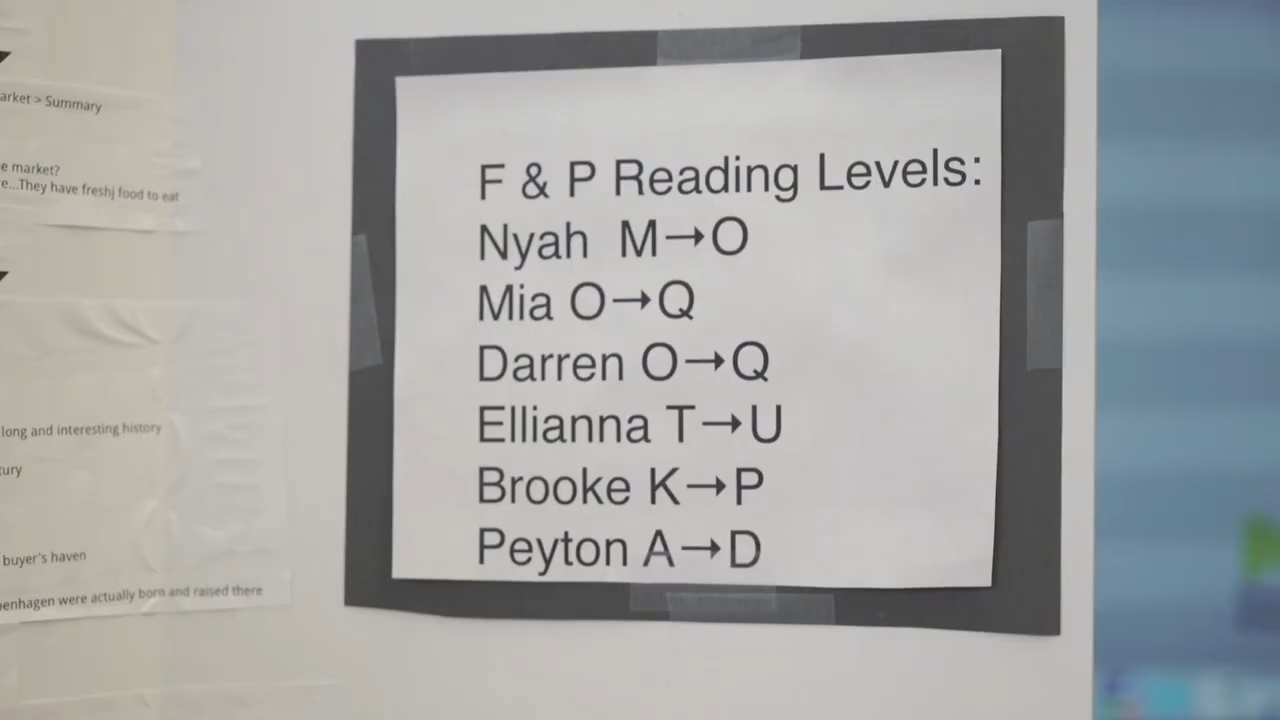 arket > Summary
e market?
e...They have freshj food to eat
long and interesting history
tury
buyer's haven
enhagen were actually born and raised there
F & P Reading Levels:
Nyah M→O
Mia O→Q
Darren O→Q
Ellianna T→U
Brooke K→P
Peyton A→D